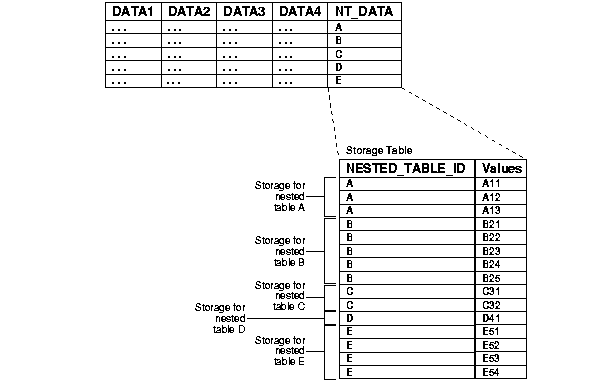 DATA1 DATA2 DATA3 DATA4 NT_DATA
... ... ... ... A
... ... ... ... B
... ... ... ... C
... ... ... ... D
... ... ... ... E
Storage Table
NESTED_TABLE_ID Values
A A11
A A12
A A13
B B21
B B22
B B23
B B24
B B25
C C31
C C32
D D41
E E51
E E52
E E53
E E54
Storage for
nested
table A
Storage for
nested
table B
Storage for
nested
table C
Storage for
nested
table D
Storage for
nested
table E